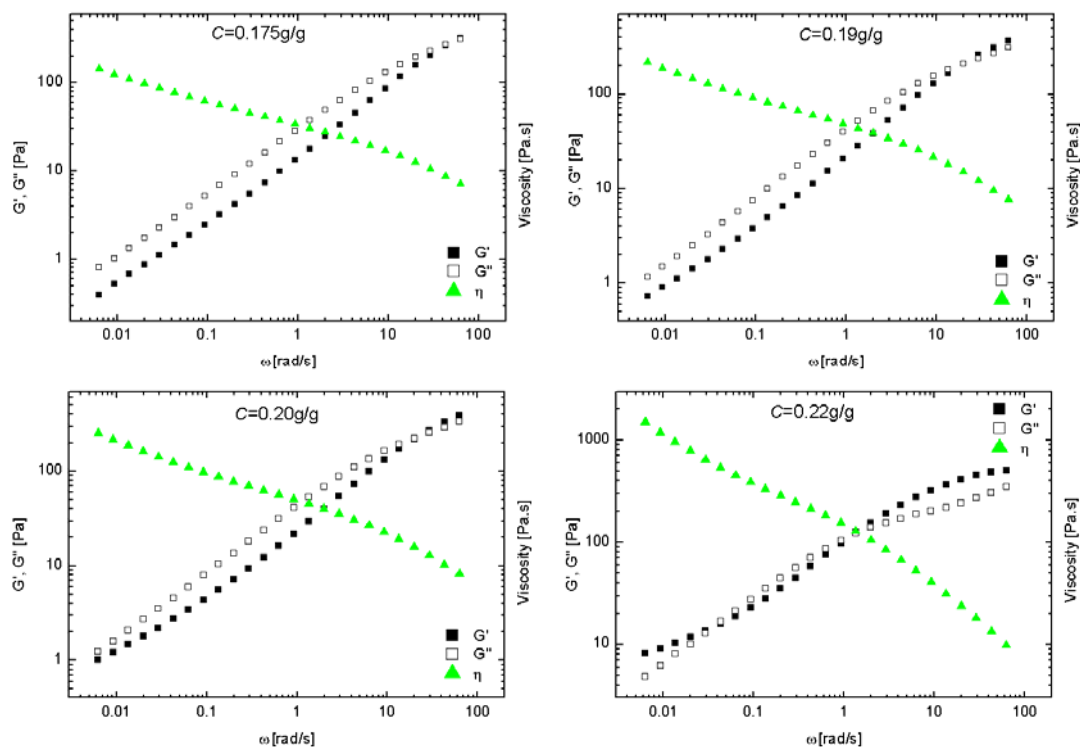 C=0.175g/g
100
10
1
G', G" [Pa]
Viscosity [Pa.s]
G'
G"
η
0.01 0.1 1 10 100
ω[rad/s]
C=0.19g/g
100
10
1
G', G" [Pa]
Viscosity [Pa.s]
G'
G"
η
0.01 0.1 1 10 100
ω[rad/s]
C=0.20g/g
100
10
1
G', G" [Pa]
Viscosity [Pa.s]
G'
G"
η
0.01 0.1 1 10 100
ω[rad/s]
C=0.22g/g
1000
100
10
G', G" [Pa]
Viscosity [Pa.s]
G'
G"
η
0.01 0.1 1 10 100
ω[rad/s]